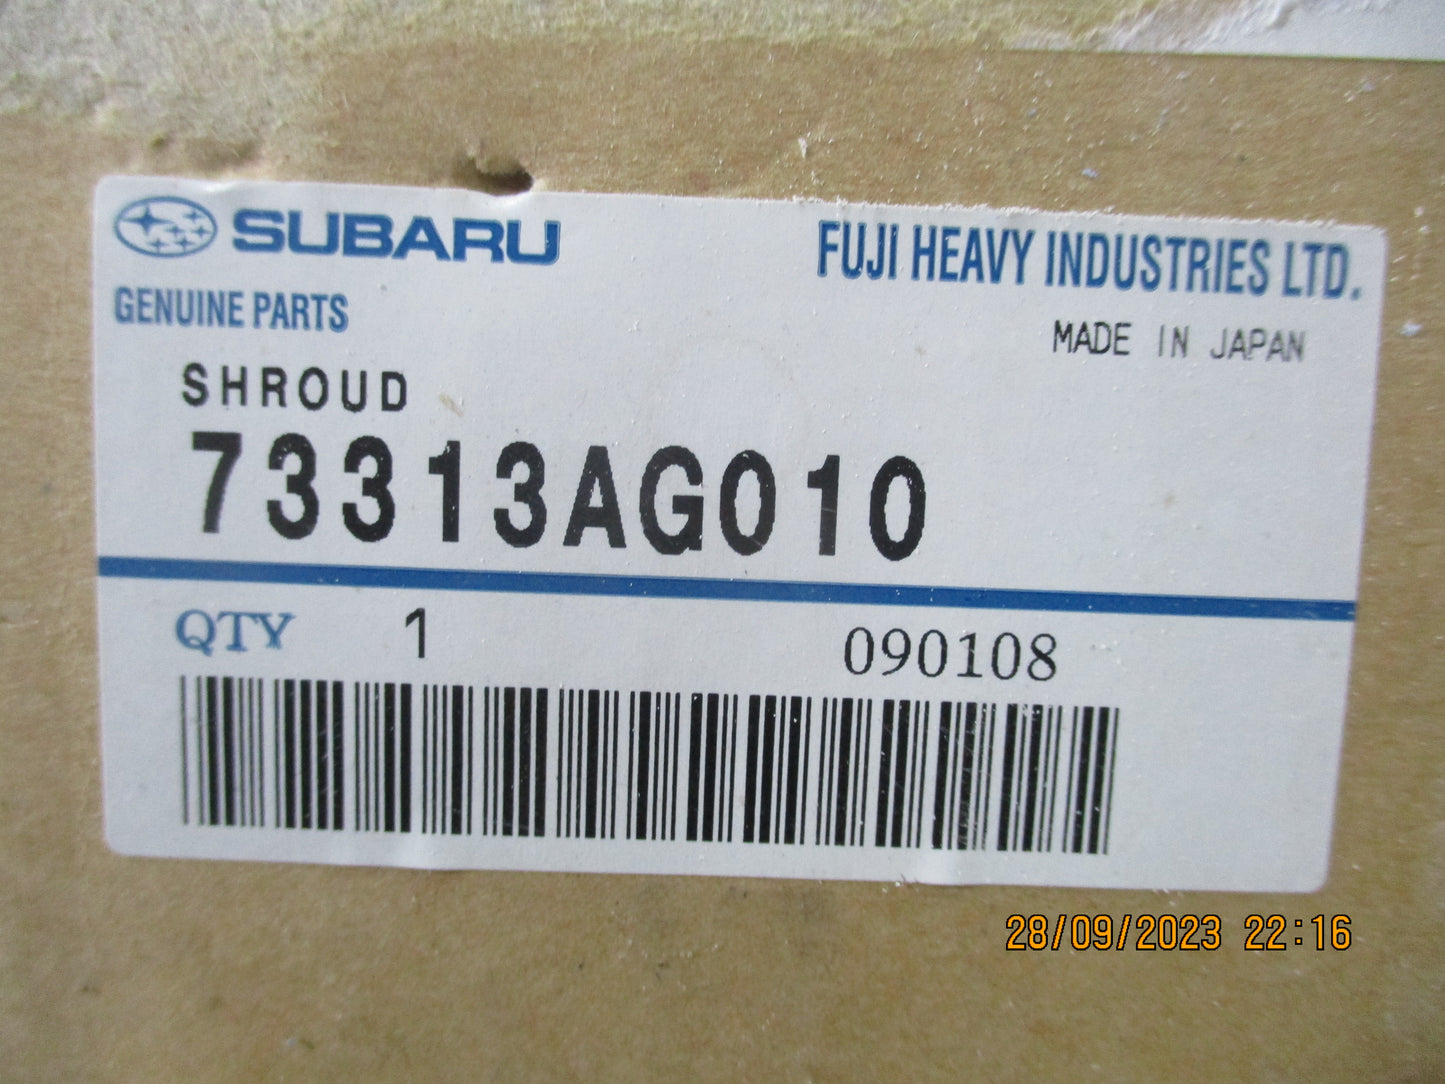 SUBARU
FUJI HEAVY INDUSTRIES LTD.
GENUINE PARTS
MADE IN JAPAN
SHROUD
73313AG010
QTY 1 090108
28/09/2023 22:16